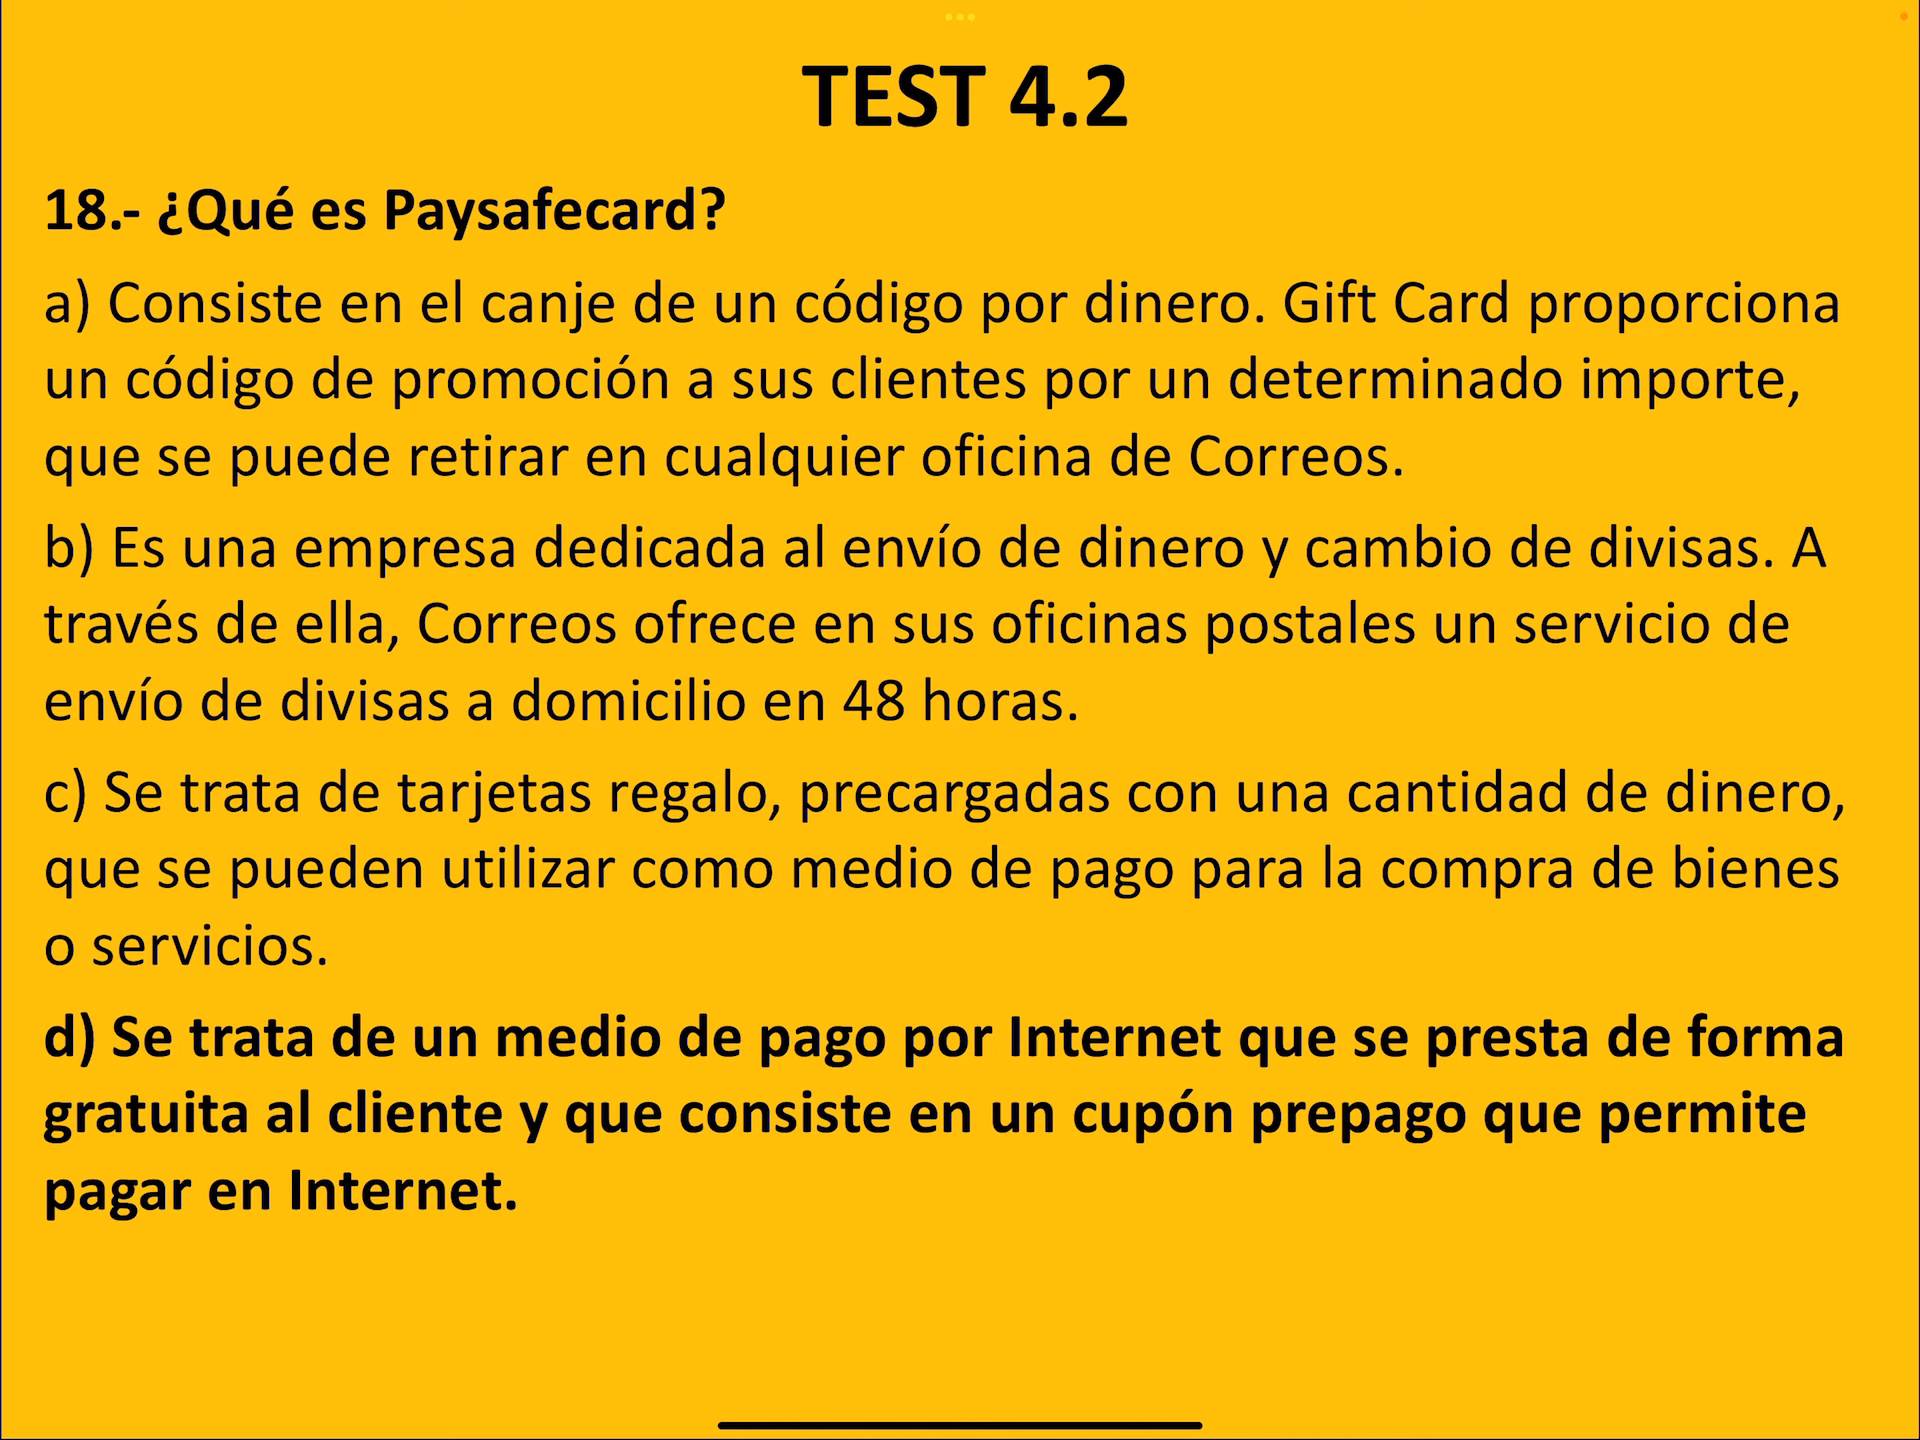 TEST 4.2
18.- ¿Qué es Paysafecard?
a) Consiste en el canje de un código por dinero. Gift Card proporciona
un código de promoción a sus clientes por un determinado importe,
que se puede retirar en cualquier oficina de Correos.
b) Es una empresa dedicada al envío de dinero y cambio de divisas. A
través de ella, Correos ofrece en sus oficinas postales un servicio de
envío de divisas a domicilio en 48 horas.
c) Se trata de tarjetas regalo, precargadas con una cantidad de dinero,
que se pueden utilizar como medio de pago para la compra de bienes
o servicios.
d) Se trata de un medio de pago por Internet que se presta de forma
gratuita al cliente y que consiste en un cupón prepago que permite
pagar en Internet.